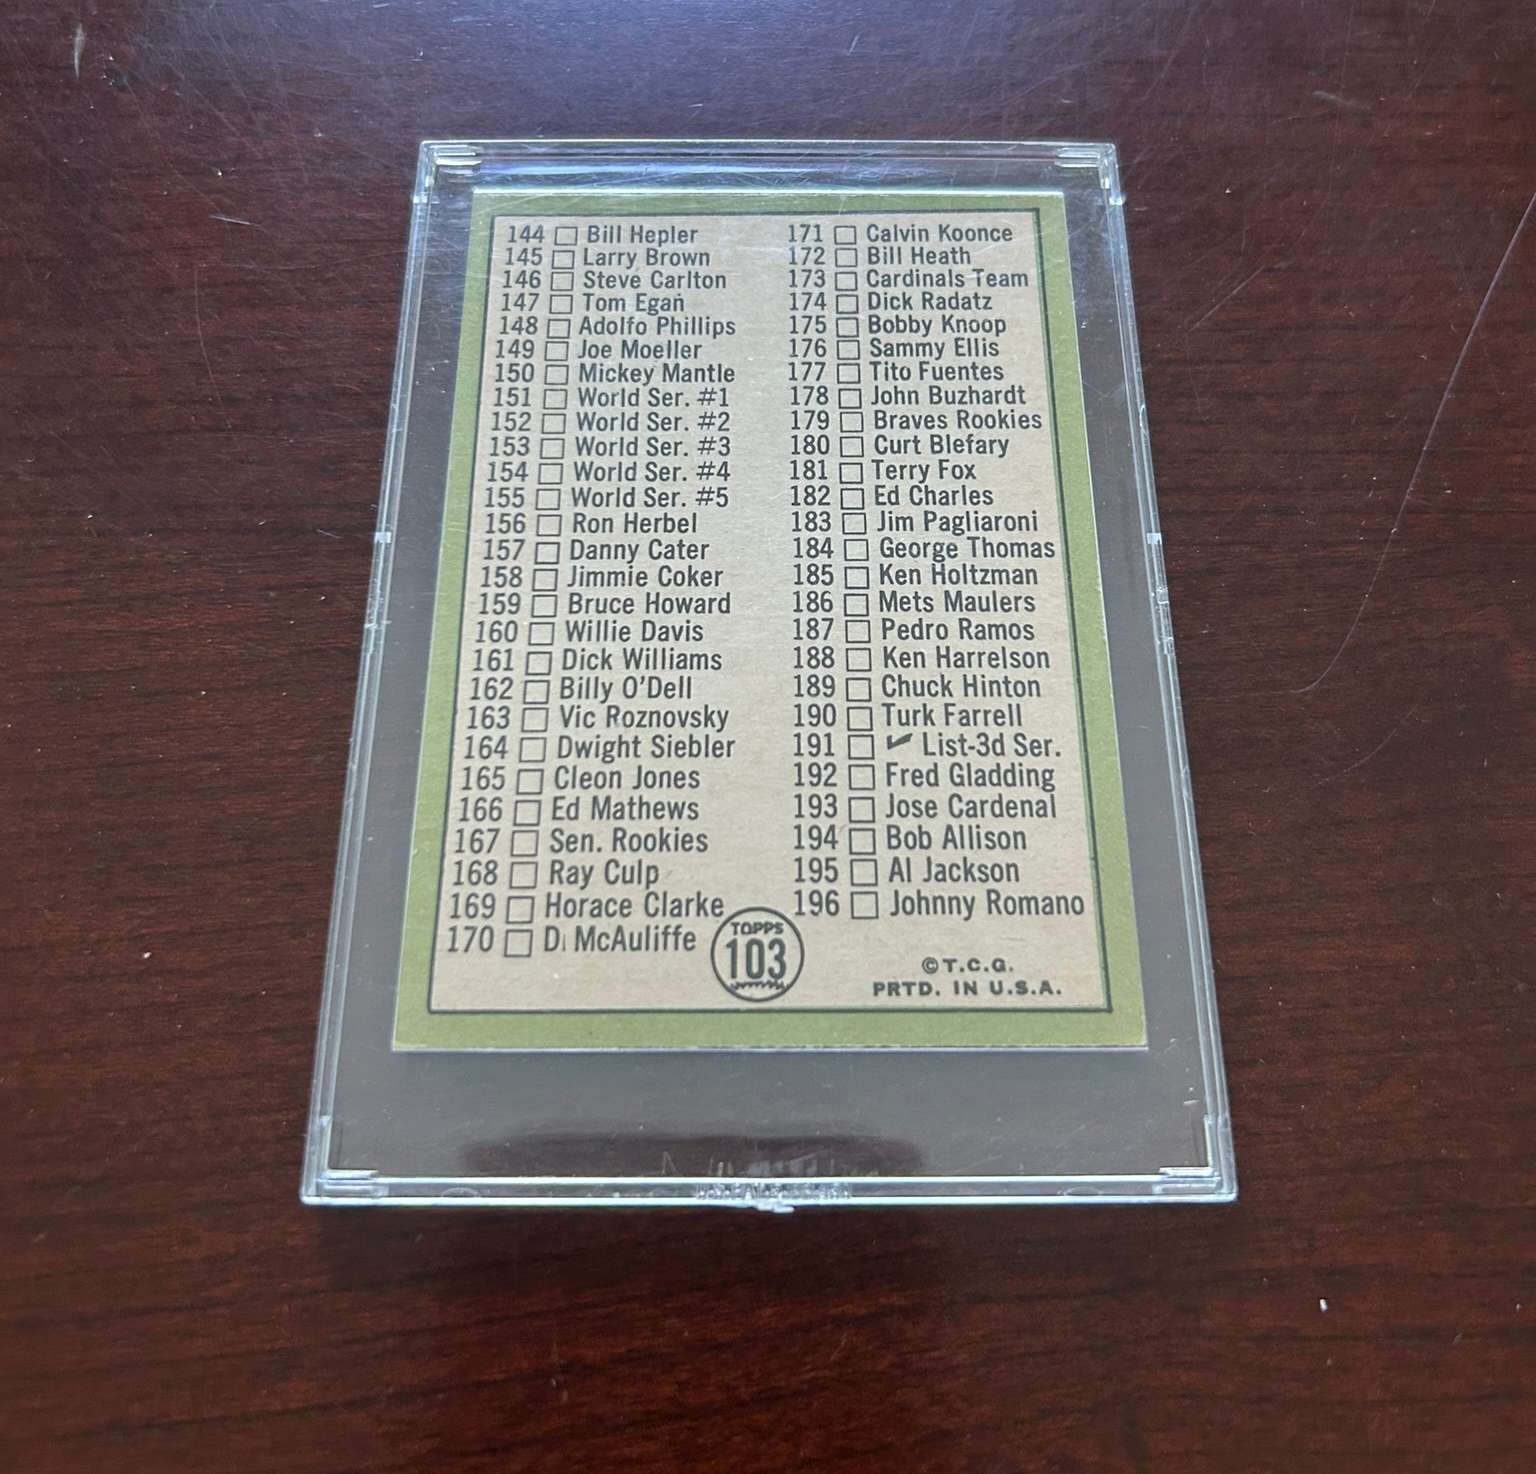 144 Bill Hepler
145 Larry Brown
146 Steve Carlton
147 Tom Egan
148 Adolfo Phillips
149 Joe Moeller
150 Mickey Mantle
151 World Ser. #1
152 World Ser. #2
153 World Ser. #3
154 World Ser. #4
155 World Ser. #5
156 Ron Herbel
157 Danny Cater
158 Jimmie Coker
159 Bruce Howard
160 Willie Davis
161 Dick Williams
162 Billy O'Dell
163 Vic Roznovsky
164 Dwight Siebler
165 Cleon Jones
166 Ed Mathews
167 Sen. Rookies
168 Ray Culp
169 Horace Clarke
170 D. McAuliffe
171 Calvin Koonce
172 Bill Heath
173 Cardinals Team
174 Dick Radatz
175 Bobby Knoop
176 Sammy Ellis
177 Tito Fuentes
178 John Buzhardt
179 Braves Rookies
180 Curt Blefary
181 Terry Fox
182 Ed Charles
183 Jim Pagliaroni
184 George Thomas
185 Ken Holtzman
186 Mets Maulers
187 Pedro Ramos
188 Ken Harrelson
189 Chuck Hinton
190 Turk Farrell
191 ✔ List-3d Ser.
192 Fred Gladding
193 Jose Cardenal
194 Bob Allison
195 Al Jackson
196 Johnny Romano
TOPPS
103
©T.C.G.
PRTD. IN U.S.A.